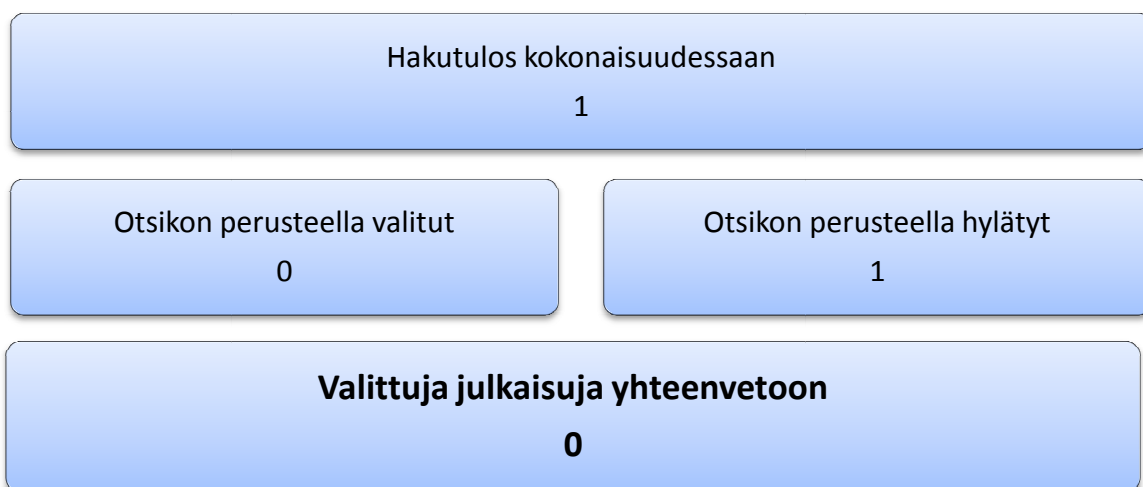 Hakutulos kokonaisuudessaan
1
Otsikon perusteella valitut
0
Otsikon perusteella hylätyt
1
Valittuja julkaisuja yhteenvetoon
0